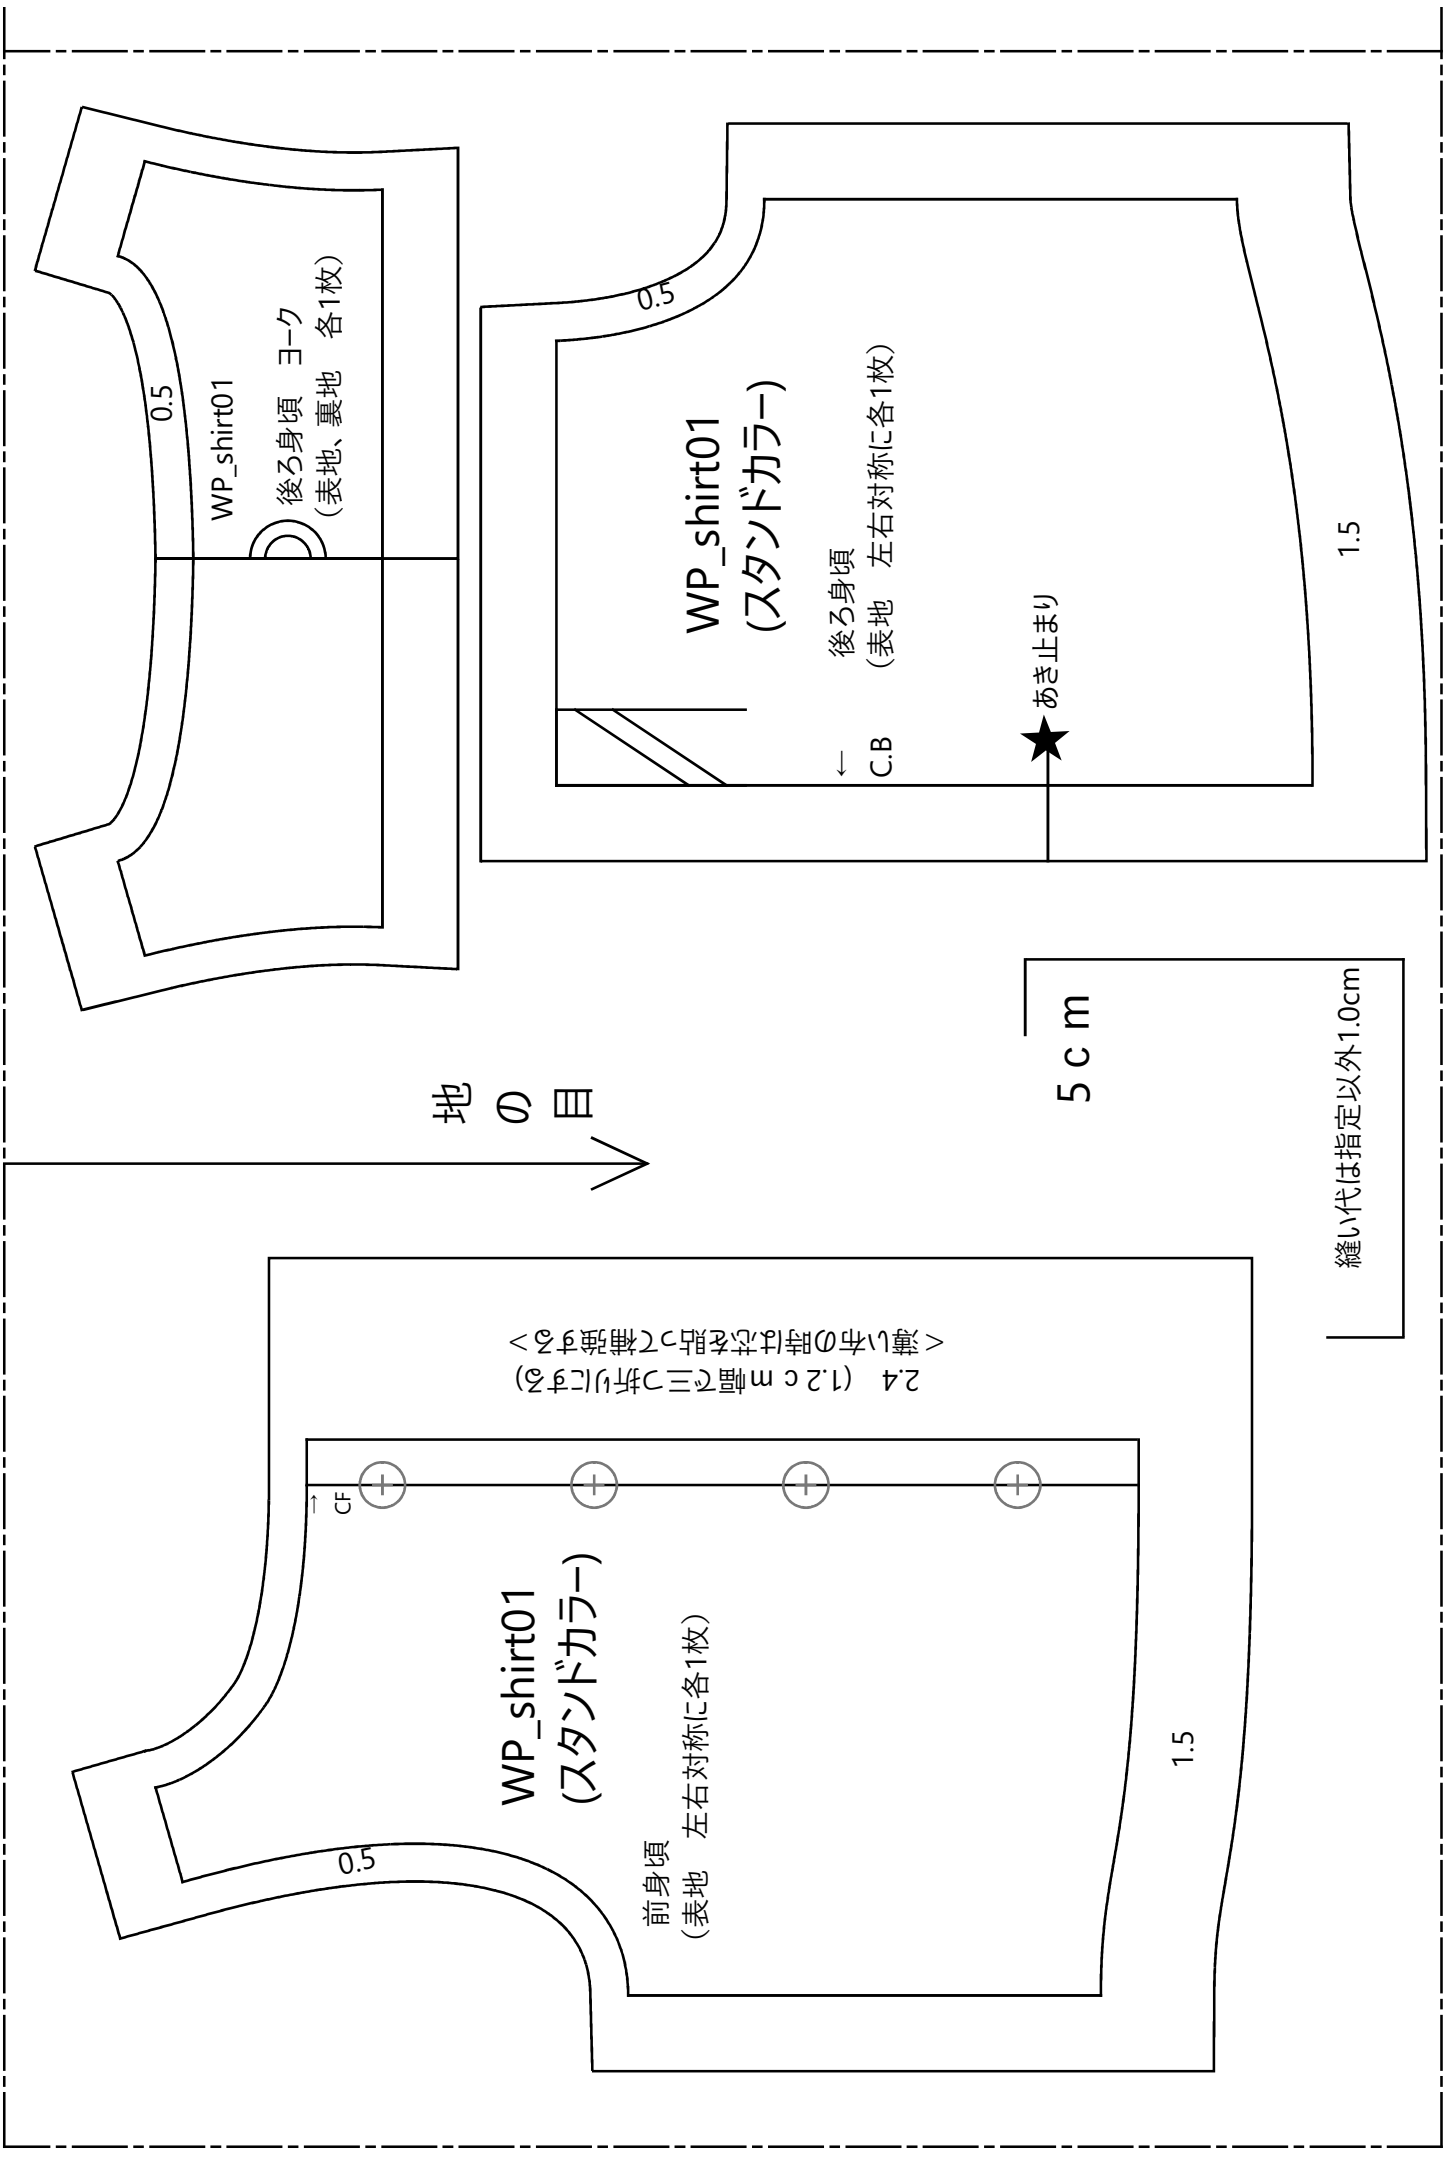 WP_shirt01
後ろ身頃　ヨーク
(表地、裏地　各1枚)
0.5
WP_shirt01
(スタンドカラー)
後ろ身頃
(表地　左右対称に各1枚)
0.5
← C.B
あき止まり
1.5
地の目
5ｃｍ
縫い代は指定以外1.0cm
2.4　(1.2ｃｍ幅で三つ折りにする)
＜薄い布の時は芯を貼って補強する＞
→
CF
WP_shirt01
(スタンドカラー)
前身頃
(表地　左右対称に各1枚)
0.5
1.5